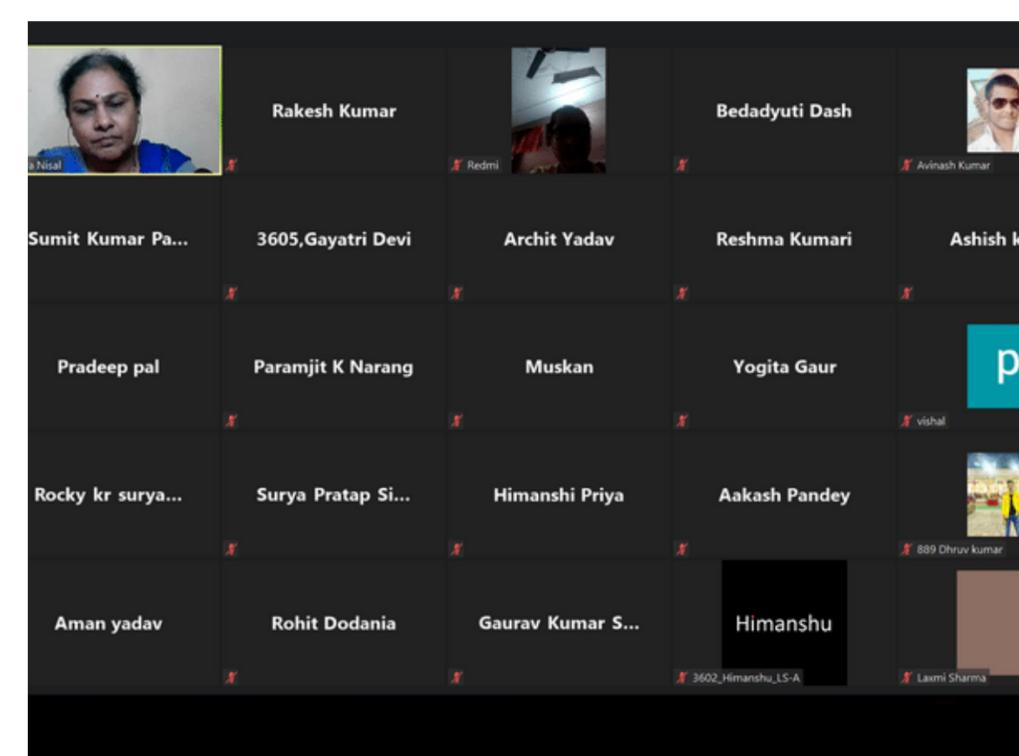 a Nisal
Rakesh Kumar
Redmi
Bedadyuti Dash
Avinash Kumar
Sumit Kumar Pa...
3605,Gayatri Devi
Archit Yadav
Reshma Kumari
Ashish k
Pradeep pal
Paramjit K Narang
Muskan
Yogita Gaur
p
vishal
Rocky kr surya...
Surya Pratap Si...
Himanshi Priya
Aakash Pandey
889 Dhruv kumar
Aman yadav
Rohit Dodania
Gaurav Kumar S...
Himanshu
3602_Himanshu_LS-A
Laxmi Sharma